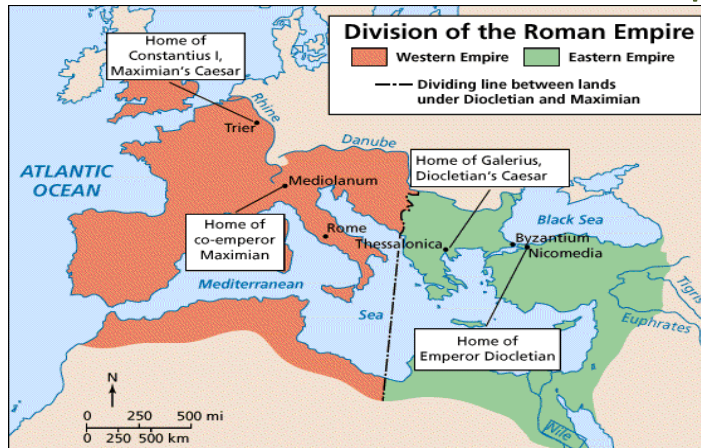 Division of the Roman Empire
Western Empire
Eastern Empire
Dividing line between lands
under Diocletian and Maximian
Home of
Constantius I,
Maximian's Caesar
Rhine
Trier
Danube
ATLANTIC
OCEAN
Mediolanum
Home of Galerius,
Diocletian's Caesar
Black Sea
Home of
co-emperor
Maximian
Rome
Thessalonica
Byzantium
Nicomedia
Mediterranean
Sea
Tigris
Euphrates
Home of
Emperor Diocletian
Nile
N
0 250 500 mi
0 250 500 km